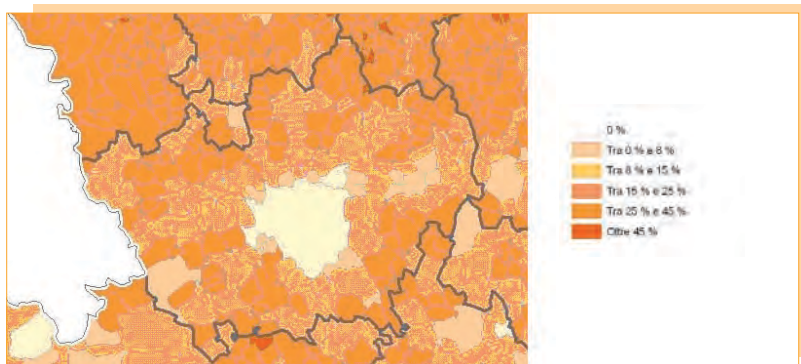 0 %
Tra 0 % e 8 %
Tra 8 % e 15 %
Tra 15 % e 25 %
Tra 25 % e 45 %
Oltre 45 %